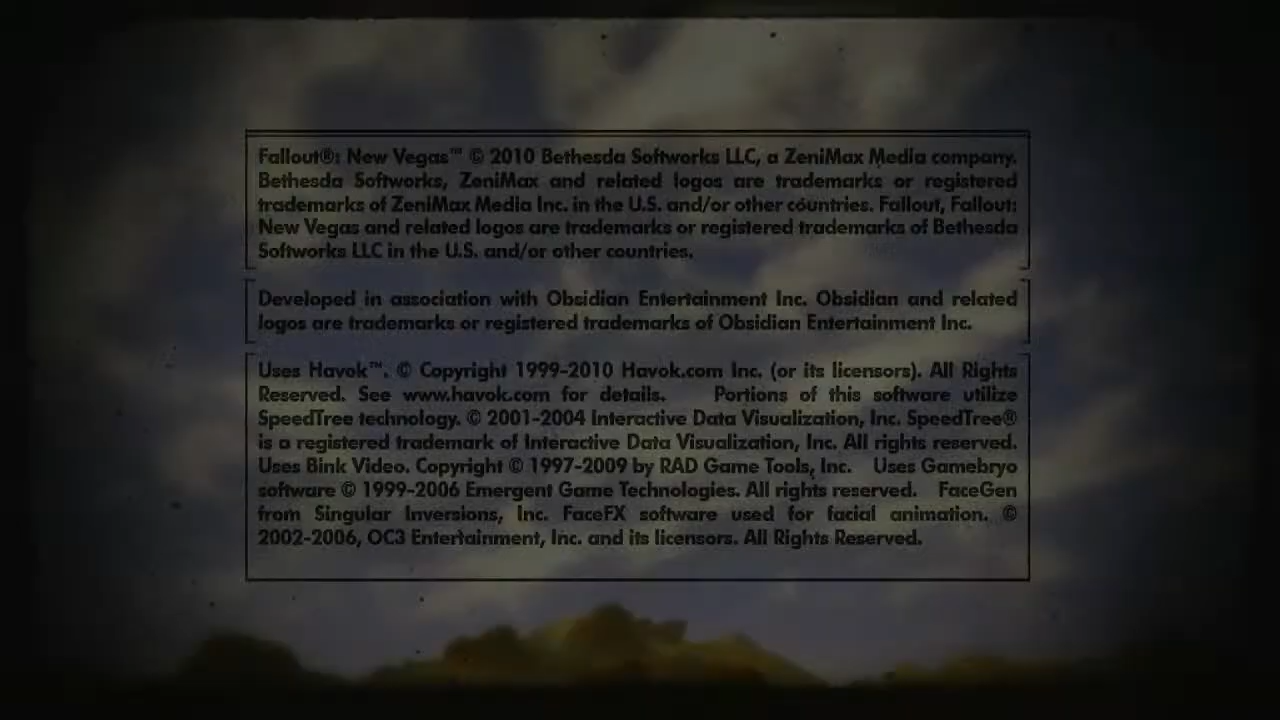 Fallout®: New Vegas™ © 2010 Bethesda Softworks LLC, a ZeniMax Media company.
Bethesda Softworks, ZeniMax and related logos are trademarks or registered
trademarks of ZeniMax Media Inc. in the U.S. and/or other countries. Fallout, Fallout:
New Vegas and related logos are trademarks or registered trademarks of Bethesda
Softworks LLC in the U.S. and/or other countries.
Developed in association with Obsidian Entertainment Inc. Obsidian and related
logos are trademarks or registered trademarks of Obsidian Entertainment Inc.
Uses Havok™. © Copyright 1999-2010 Havok.com Inc. (or its licensors). All Rights
Reserved. See www.havok.com for details. Portions of this software utilize
SpeedTree technology. © 2001-2004 Interactive Data Visualization, Inc. SpeedTree®
is a registered trademark of Interactive Data Visualization, Inc. All rights reserved.
Uses Bink Video. Copyright © 1997-2009 by RAD Game Tools, Inc. Uses Gamebryo
software © 1999-2006 Emergent Game Technologies. All rights reserved. FaceGen
from Singular Inversions, Inc. FaceFX software used for facial animation. ©
2002-2006, OC3 Entertainment, Inc. and its licensors. All Rights Reserved.